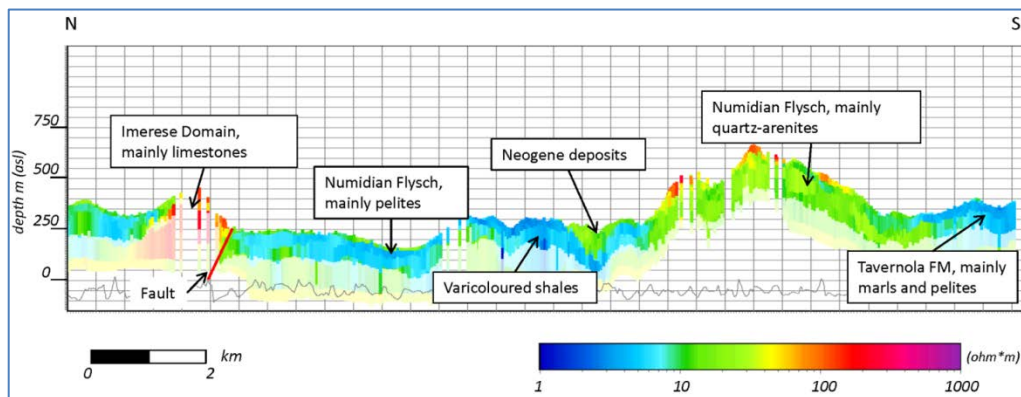 N
S
Numidian Flysch, mainly
quartz-arenites
Imerese Domain,
mainly limestones
Neogene deposits
Numidian Flysch,
mainly pelites
750
500
250
0
depth m (asl)
Fault
Varicoloured shales
Tavernola FM, mainly
marls and pelites
km
0 2
(ohm*m)
1 10 100 1000